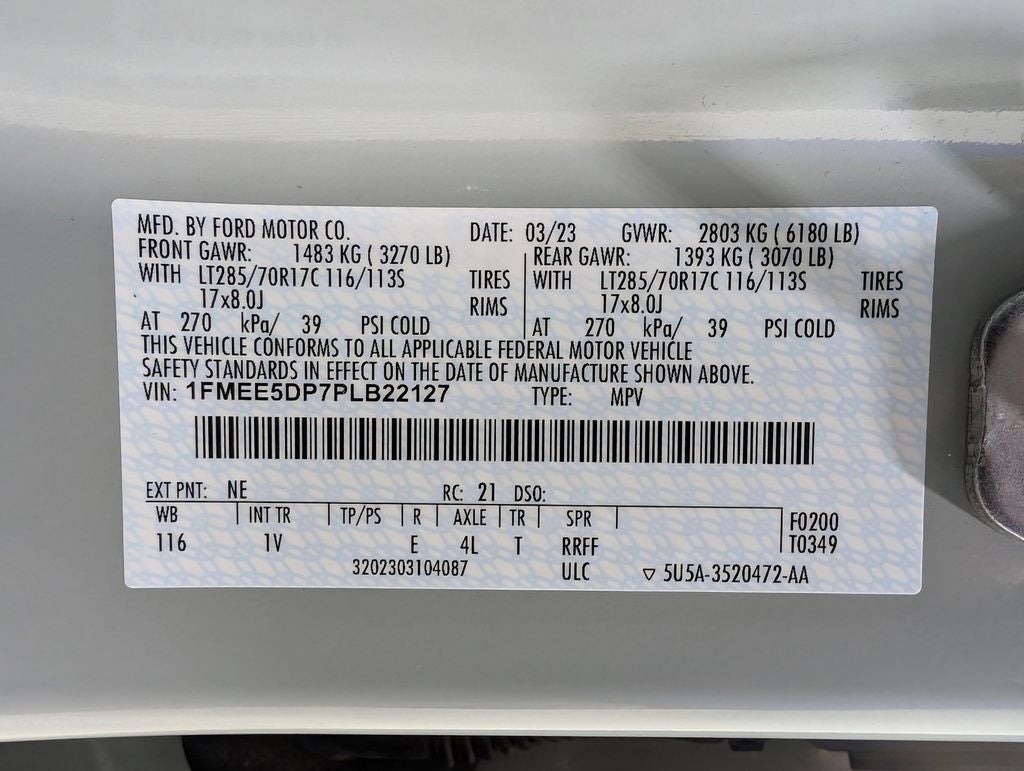 MFD. BY FORD MOTOR CO. DATE: 03/23 GVWR: 2803 KG ( 6180 LB)
FRONT GAWR: 1483 KG ( 3270 LB) REAR GAWR: 1393 KG ( 3070 LB)
WITH LT285/70R17C 116/113S TIRES WITH LT285/70R17C 116/113S TIRES
17x8.0J RIMS 17x8.0J RIMS
AT 270 kPa/ 39 PSI COLD AT 270 kPa/ 39 PSI COLD
THIS VEHICLE CONFORMS TO ALL APPLICABLE FEDERAL MOTOR VEHICLE
SAFETY STANDARDS IN EFFECT ON THE DATE OF MANUFACTURE SHOWN ABOVE.
VIN: 1FMEE5DP7PLB22127 TYPE: MPV
EXT PNT: NE RC: 21 DSO:
WB INT TR TP/PS R AXLE TR SPR F0200
116 1V E 4L T RRFF T0349
3202303104087 ULC ▽ 5U5A-3520472-AA